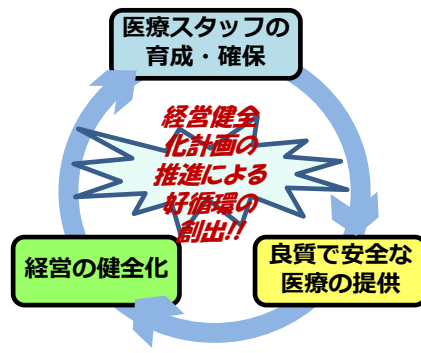 医療スタッフの
育成・確保
経営健全
化計画の
推進による
好循環の
創出!!
経営の健全化
良質で安全な
医療の提供